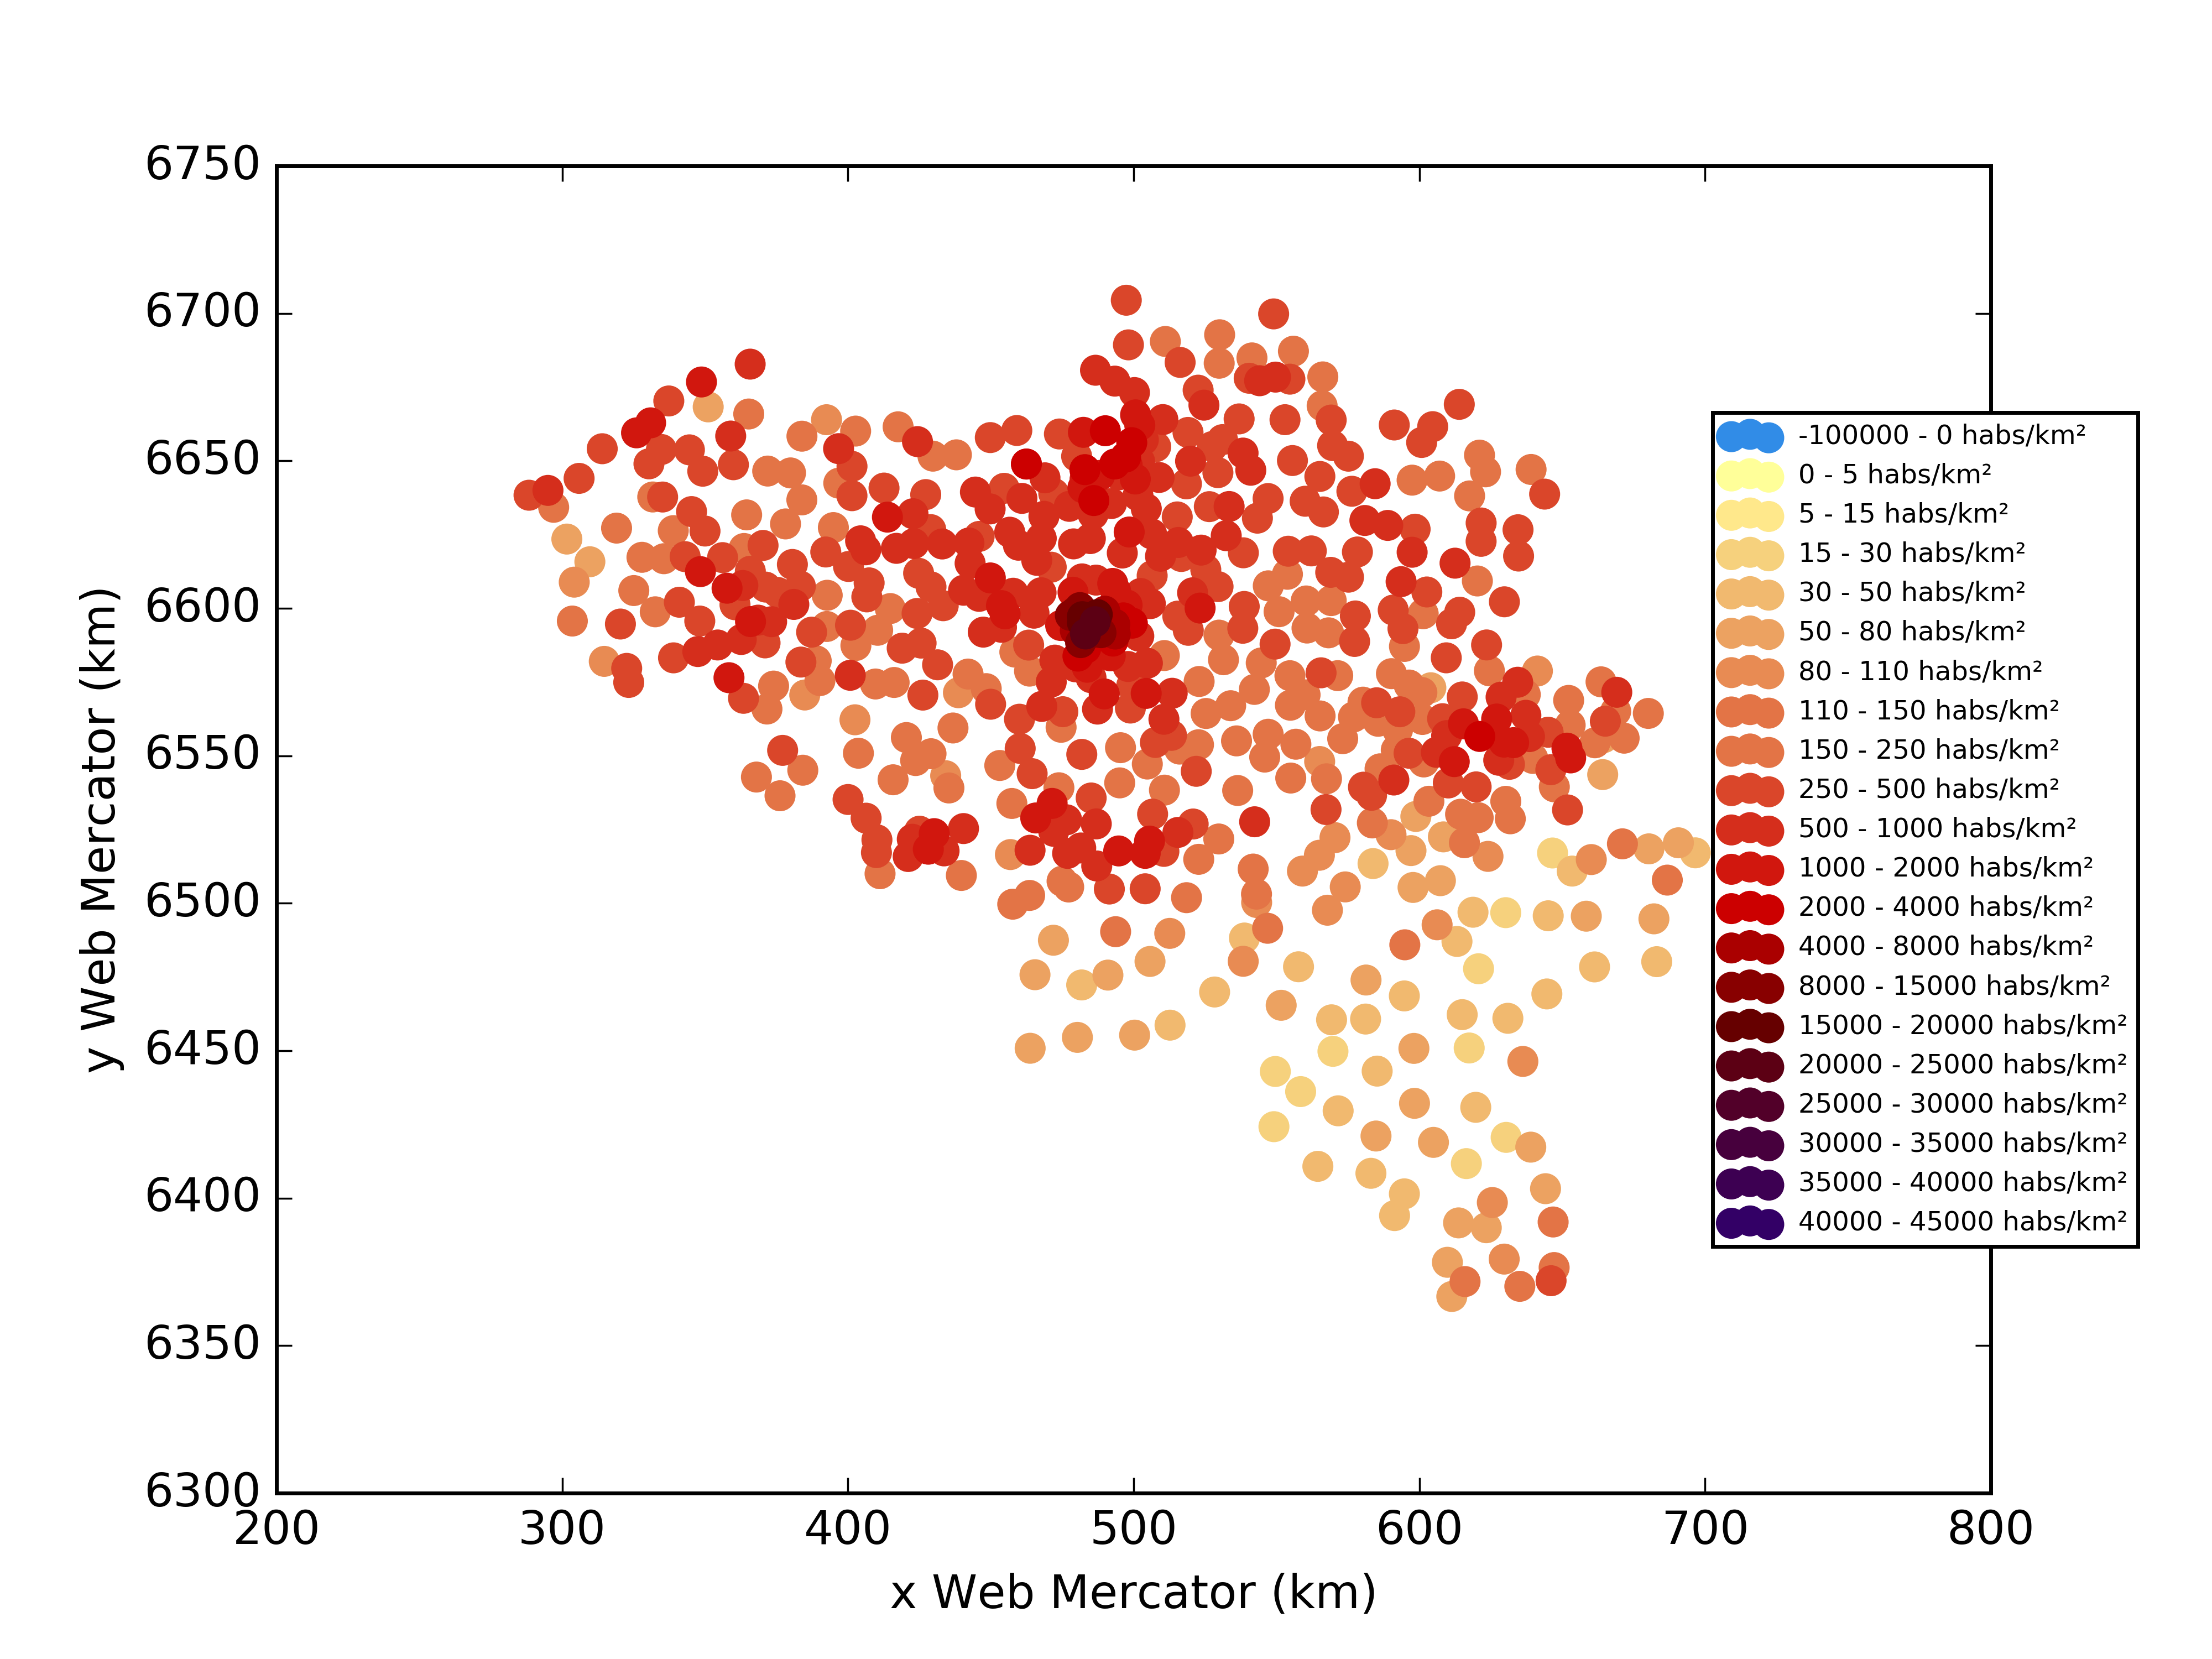 6750
6700
6650
6600
6550
6500
6450
6400
6350
6300
200 300 400 500 600 700 800
x Web Mercator (km)
y Web Mercator (km)
-100000 - 0 habs/km²
0 - 5 habs/km²
5 - 15 habs/km²
15 - 30 habs/km²
30 - 50 habs/km²
50 - 80 habs/km²
80 - 110 habs/km²
110 - 150 habs/km²
150 - 250 habs/km²
250 - 500 habs/km²
500 - 1000 habs/km²
1000 - 2000 habs/km²
2000 - 4000 habs/km²
4000 - 8000 habs/km²
8000 - 15000 habs/km²
15000 - 20000 habs/km²
20000 - 25000 habs/km²
25000 - 30000 habs/km²
30000 - 35000 habs/km²
35000 - 40000 habs/km²
40000 - 45000 habs/km²